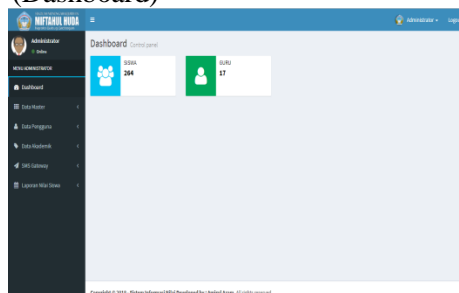 (Dashboard)
MIFTAHUL HUDA
Administrator
Logout
Administrator
Online
Dashboard Control panel
MENU ADMINISTRATOR
SISWA
264
GURU
17
Dashboard
Data Master
Data Pengguna
Data Akademik
SMS Gateway
Laporan Nilai Siswa